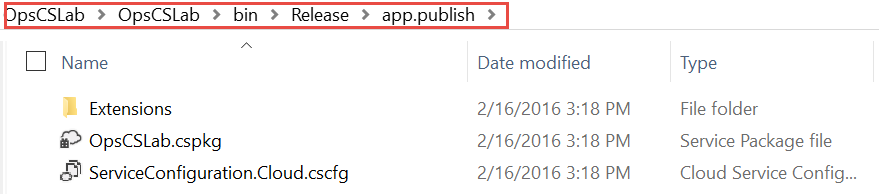 OpsCSLab > OpsCSLab > bin > Release > app.publish >
Name Date modified Type
Extensions 2/16/2016 3:18 PM File folder
OpsCSLab.cspkg 2/16/2016 3:18 PM Service Package file
ServiceConfiguration.Cloud.cscfg 2/16/2016 3:18 PM Cloud Service Config...